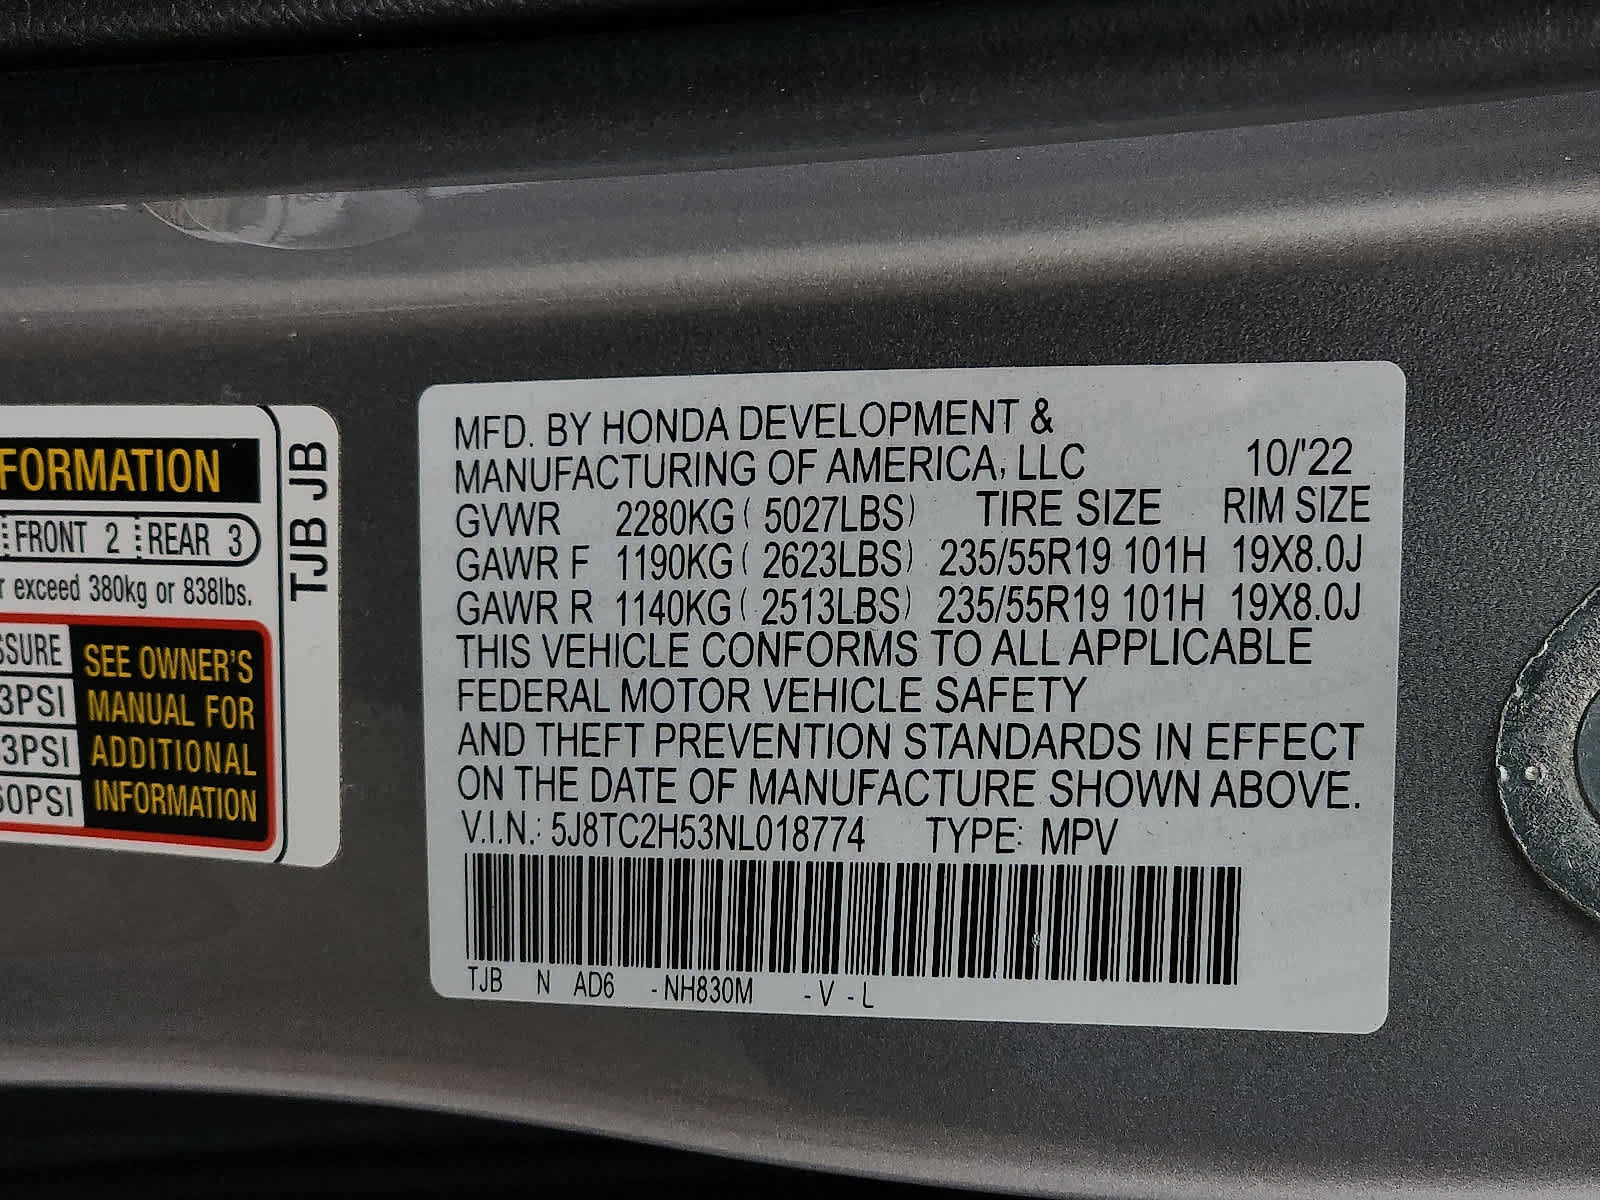 FORMATION
FRONT 2 REAR 3
exceed 380kg or 838lbs.
SSURE
3PSI
3PSI
60PSI
SEE OWNER'S
MANUAL FOR
ADDITIONAL
INFORMATION
TJB JB
MFD. BY HONDA DEVELOPMENT &
MANUFACTURING OF AMERICA, LLC 10/'22
GVWR 2280KG ( 5027LBS) TIRE SIZE RIM SIZE
GAWR F 1190KG ( 2623LBS) 235/55R19 101H 19X8.0J
GAWR R 1140KG ( 2513LBS) 235/55R19 101H 19X8.0J
THIS VEHICLE CONFORMS TO ALL APPLICABLE
FEDERAL MOTOR VEHICLE SAFETY
AND THEFT PREVENTION STANDARDS IN EFFECT
ON THE DATE OF MANUFACTURE SHOWN ABOVE.
V.I.N.: 5J8TC2H53NL018774 TYPE: MPV
TJB N AD6 -NH830M -V-L